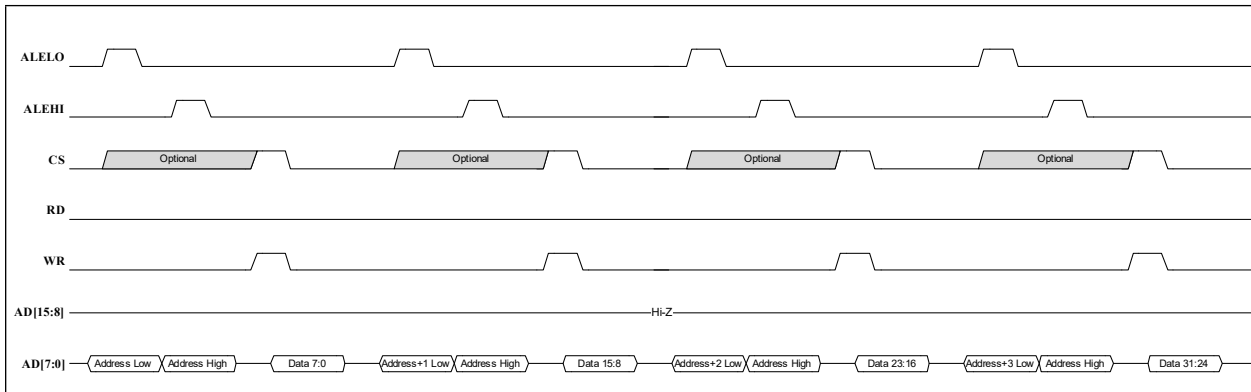 ALELO
ALEHI
CS Optional Optional Optional Optional
RD
WR
AD[15:8] Hi-Z
AD[7:0] Address Low Address High Data 7:0 Address+1 Low Address High Data 15:8 Address+2 Low Address High Data 23:16 Address+3 Low Address High Data 31:24